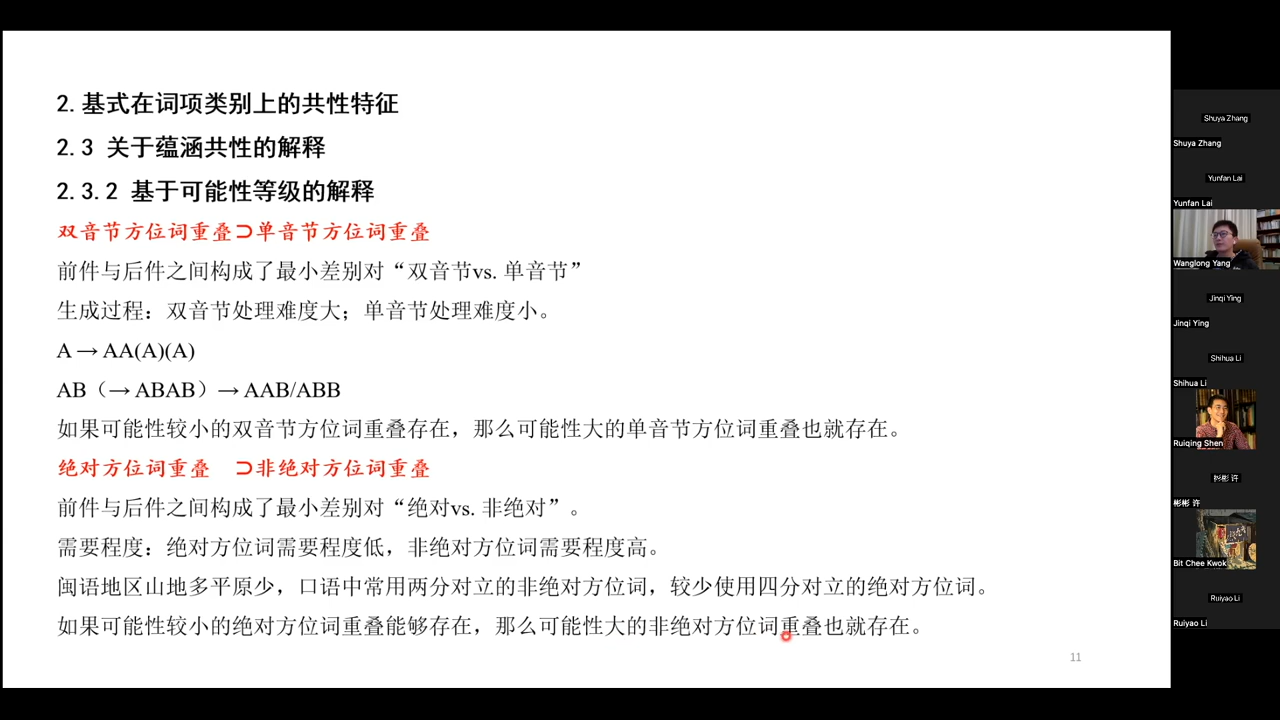 2. 基式在词项类别上的共性特征
2.3 关于蕴涵共性的解释
2.3.2 基于可能性等级的解释
双音节方位词重叠⊃单音节方位词重叠
前件与后件之间构成了最小差别对“双音节vs. 单音节”
生成过程：双音节处理难度大；单音节处理难度小。
A → AA(A)(A)
AB（→ ABAB）→ AAB/ABB
如果可能性较小的双音节方位词重叠存在，那么可能性大的单音节方位词重叠也就存在。
绝对方位词重叠 ⊃非绝对方位词重叠
前件与后件之间构成了最小差别对“绝对vs. 非绝对”。
需要程度：绝对方位词需要程度低，非绝对方位词需要程度高。
闽语地区山地多平原少，口语中常用两分对立的非绝对方位词，较少使用四分对立的绝对方位词。
如果可能性较小的绝对方位词重叠能够存在，那么可能性大的非绝对方位词重叠也就存在。
11
Shuya Zhang
Shuya Zhang
Yunfan Lai
Yunfan Lai
Wanglong Yang
Jinqi Ying
Jinqi Ying
Shihua Li
Shihua Li
Ruiqing Shen
彬彬 许
彬彬 许
Bit Chee Kwok
Ruiyao Li
Ruiyao Li